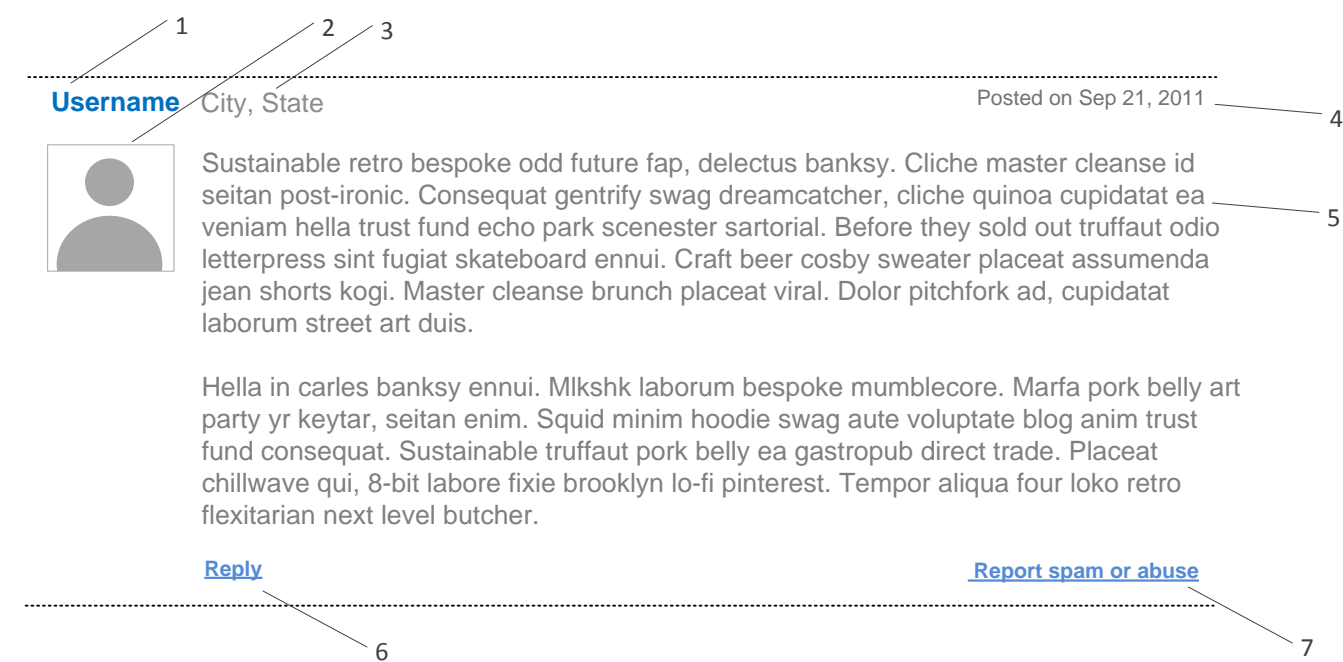 1
2
3
Username City, State
Posted on Sep 21, 2011
4
Sustainable retro bespoke odd future fap, delectus banksy. Cliche master cleanse id
seitan post-ironic. Consequat gentrify swag dreamcatcher, cliche quinoa cupidatat ea
5
veniam hella trust fund echo park scenester sartorial. Before they sold out truffaut odio
letterpress sint fugiat skateboard ennui. Craft beer cosby sweater placeat assumenda
jean shorts kogi. Master cleanse brunch placeat viral. Dolor pitchfork ad, cupidatat
laborum street art duis.
Hella in carles banksy ennui. Mlkshk laborum bespoke mumblecore. Marfa pork belly art
party yr keytar, seitan enim. Squid minim hoodie swag aute voluptate blog anim trust
fund consequat. Sustainable truffaut pork belly ea gastropub direct trade. Placeat
chillwave qui, 8-bit labore fixie brooklyn lo-fi pinterest. Tempor aliqua four loko retro
flexitarian next level butcher.
Reply
Report spam or abuse
6
7